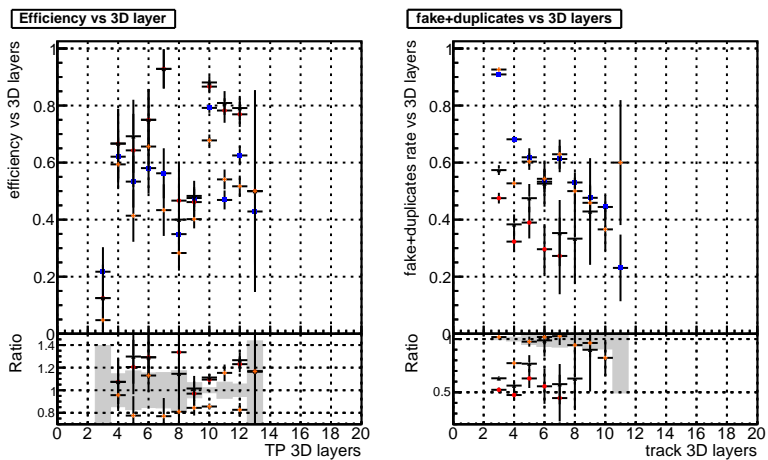 Efficiency vs 3D layer
fake+duplicates vs 3D layers
efficiency vs 3D layers
1
0.8
0.6
0.4
0.2
0
Ratio
1.4
1.2
1
0.8
0 2 4 6 8 10 12 14 16 18 20
TP 3D layers
fake+duplicates rate vs 3D layers
1
0.8
0.6
0.4
0.2
0
Ratio
1
0.5
0 2 4 6 8 10 12 14 16 18 20
track 3D layers